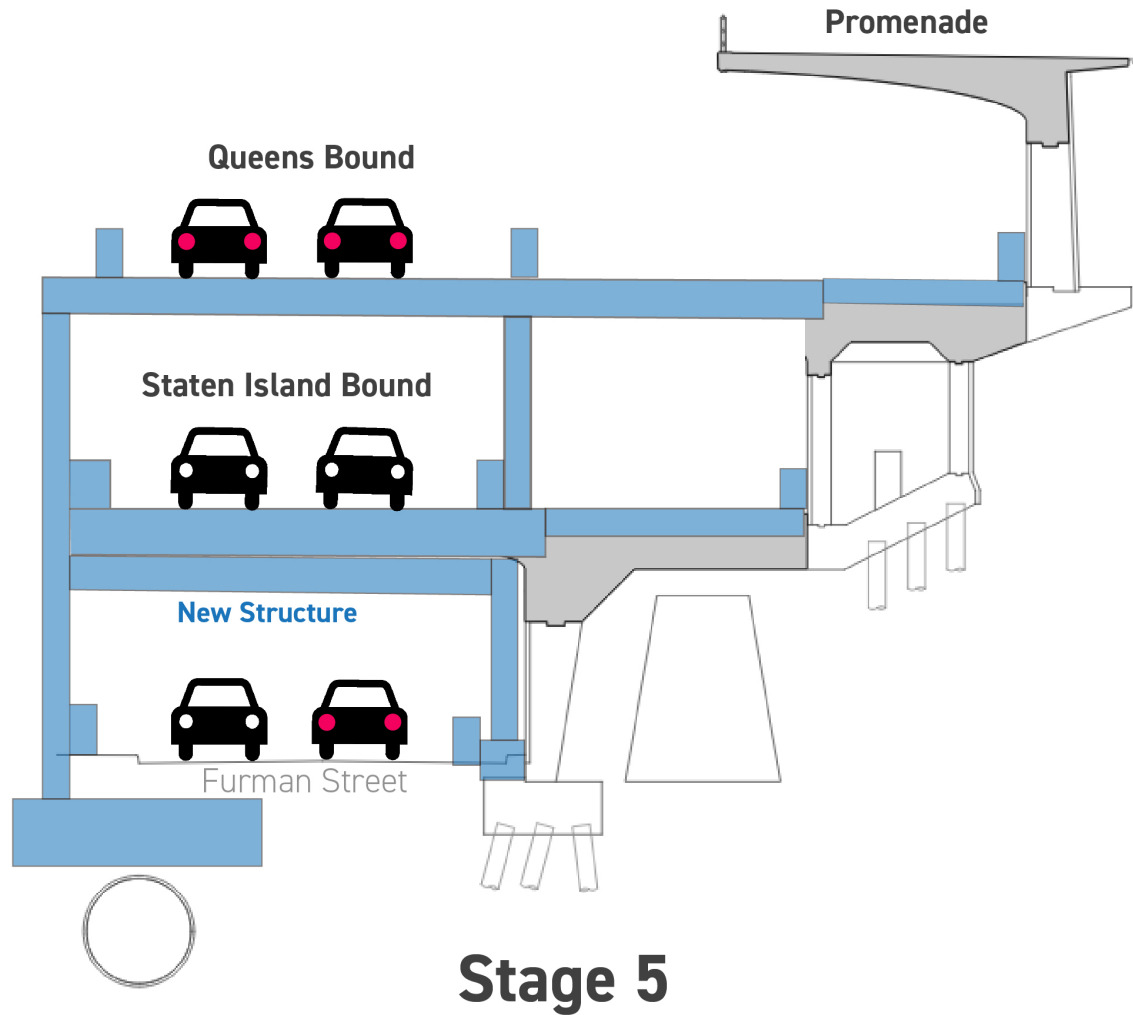 Promenade
Queens Bound
Staten Island Bound
New Structure
Furman Street
Stage 5